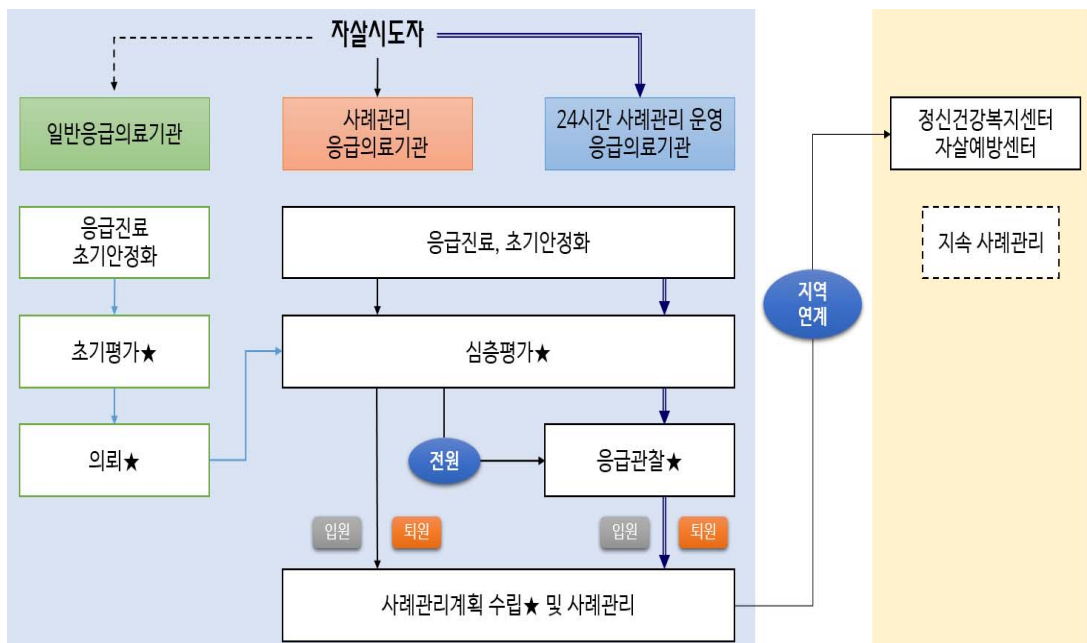 자살시도자
일반응급의료기관
사례관리
응급의료기관
24시간 사례관리 운영
응급의료기관
정신건강복지센터
자살예방센터
응급진료
초기안정화
응급진료, 초기안정화
지속 사례관리
지역
연계
초기평가★
심층평가★
의뢰★
전원
응급관찰★
입원
퇴원
입원
퇴원
사례관리계획 수립★ 및 사례관리